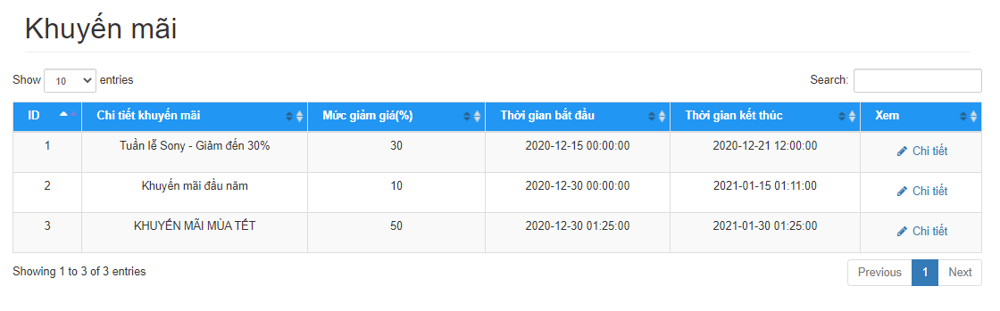 Khuyến mãi
Show 10 entries Search:
ID Chi tiết khuyến mãi Mức giảm giá(%) Thời gian bắt đầu Thời gian kết thúc Xem
1 Tuần lễ Sony - Giảm đến 30% 30 2020-12-15 00:00:00 2020-12-21 12:00:00 Chi tiết
2 Khuyến mãi đầu năm 10 2020-12-30 00:00:00 2021-01-15 01:11:00 Chi tiết
3 KHUYẾN MÃI MÙA TẾT 50 2020-12-30 01:25:00 2021-01-30 01:25:00 Chi tiết
Showing 1 to 3 of 3 entries Previous 1 Next